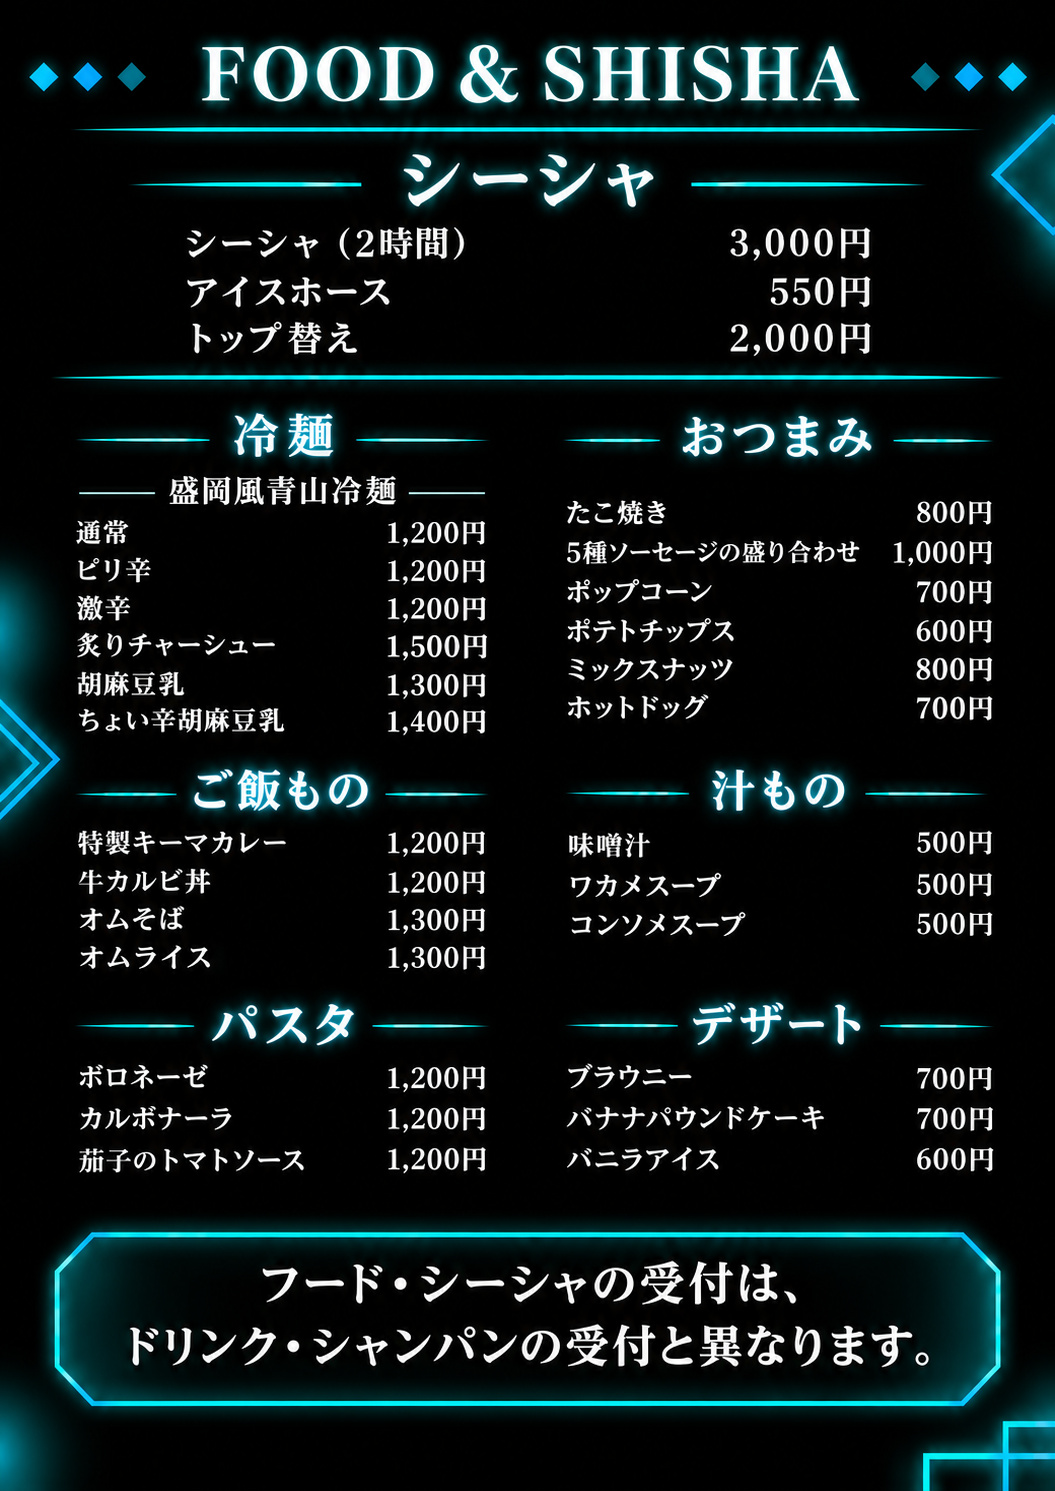 FOOD & SHISHA
シーシャ
シーシャ（2時間） 3,000円
アイスホース 550円
トップ替え 2,000円
冷麺
盛岡風青山冷麺
通常 1,200円
ピリ辛 1,200円
激辛 1,200円
炙りチャーシュー 1,500円
胡麻豆乳 1,300円
ちょい辛胡麻豆乳 1,400円
おつまみ
たこ焼き 800円
5種ソーセージの盛り合わせ 1,000円
ポップコーン 700円
ポテトチップス 600円
ミックスナッツ 800円
ホットドッグ 700円
ご飯もの
特製キーマカレー 1,200円
牛カルビ丼 1,200円
オムそば 1,300円
オムライス 1,300円
汁もの
味噌汁 500円
ワカメスープ 500円
コンソメスープ 500円
パスタ
ボロネーゼ 1,200円
カルボナーラ 1,200円
茄子のトマトソース 1,200円
デザート
ブラウニー 700円
バナナパウンドケーキ 700円
バニラアイス 600円
フード・シーシャの受付は、
ドリンク・シャンパンの受付と異なります。